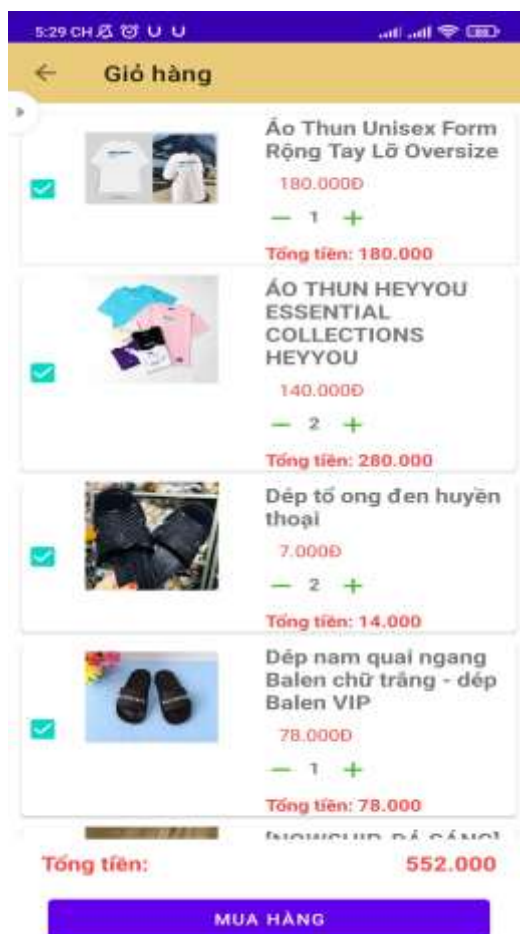 5:29 CH
Giỏ hàng
Áo Thun Unisex Form
Rộng Tay Lỡ Oversize
180.000Đ
1
Tổng tiền: 180.000
ÁO THUN HEYYOU
ESSENTIAL
COLLECTIONS
HEYYOU
140.000Đ
2
Tổng tiền: 280.000
Dép tổ ong đen huyền
thoại
7.000Đ
2
Tổng tiền: 14.000
Dép nam quai ngang
Balen chữ trắng - dép
Balen VIP
78.000Đ
1
Tổng tiền: 78.000
Tổng tiền:
552.000
MUA HÀNG